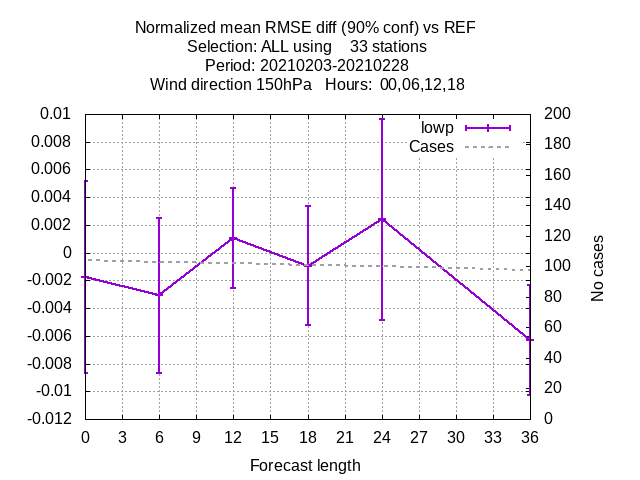 Normalized mean RMSE diff (90% conf) vs REF
Selection: ALL using 33 stations
Period: 20210203-20210228
Wind direction 150hPa Hours: 00,06,12,18
0.01
0.008
0.006
0.004
0.002
0
-0.002
-0.004
-0.006
-0.008
-0.01
-0.012
lowp
Cases
200
180
160
140
120
100
80
60
40
20
0
No cases
0 3 6 9 12 15 18 21 24 27 30 33 36
Forecast length